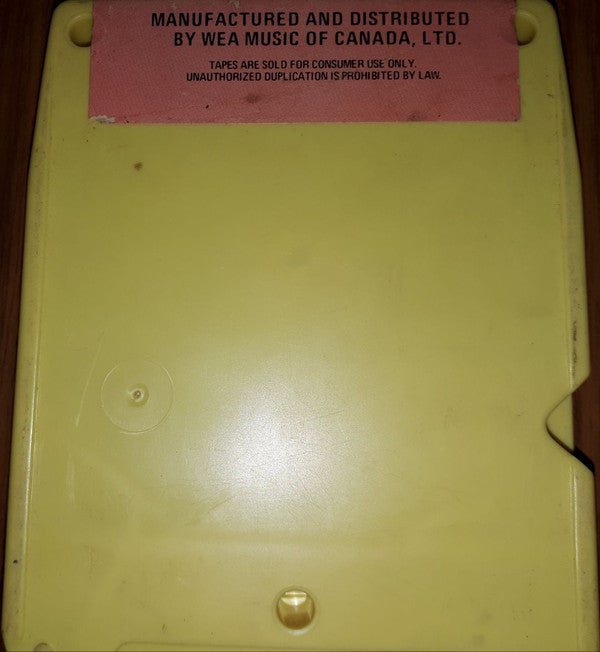 MANUFACTURED AND DISTRIBUTED
BY WEA MUSIC OF CANADA, LTD.
TAPES ARE SOLD FOR CONSUMER USE ONLY.
UNAUTHORIZED DUPLICATION IS PROHIBITED BY LAW.